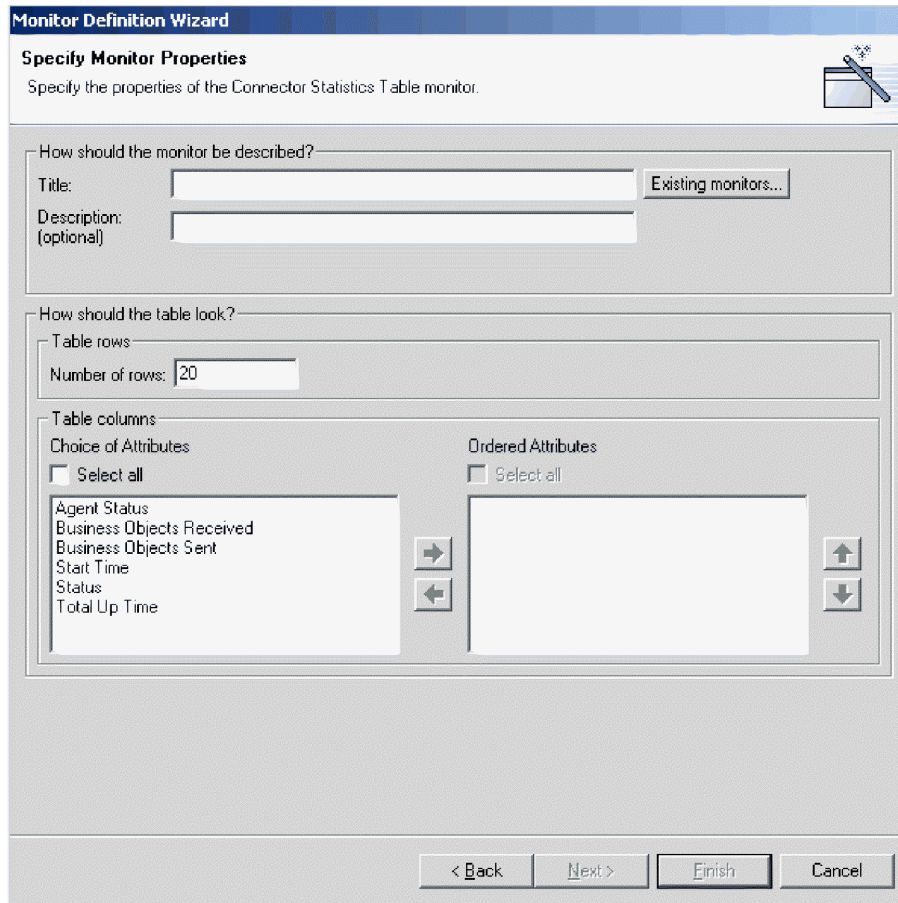 Monitor Definition Wizard
Specify Monitor Properties
Specify the properties of the Connector Statistics Table monitor.
How should the monitor be described?
Title:
Existing monitors...
Description:
(optional)
How should the table look?
Table rows
Number of rows: 20
Table columns
Choice of Attributes
Ordered Attributes
Select all
Select all
Agent Status
Business Objects Received
Business Objects Sent
Start Time
Status
Total Up Time
< Back
Next >
Finish
Cancel